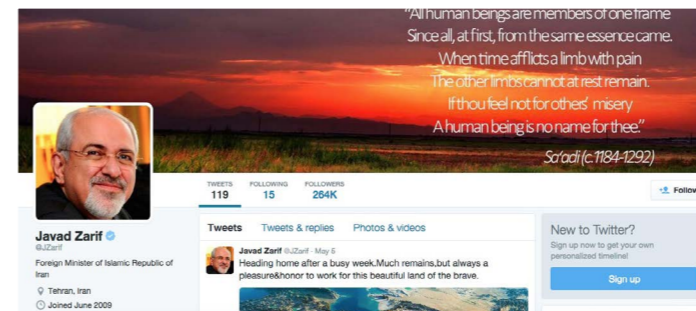 "All human beings are members of one frame
Since all, at first, from the same essence came.
When time afflicts a limb with pain
The other limbs cannot at rest remain.
If thou feel not for others' misery
A human being is no name for thee."
Sa'adi (c. 1184-1292)
TWEETS FOLLOWING FOLLOWERS
119 15 264K
Follow
Javad Zarif
@JZarif
Foreign Minister of Islamic Republic of
Iran
Tehran, Iran
Joined June 2009
Tweets Tweets & replies Photos & videos
Javad Zarif @JZarif · May 6
Heading home after a busy week.Much remains,but always a
pleasure&honor to work for this beautiful land of the brave.
New to Twitter?
Sign up now to get your own
personalized timeline!
Sign up